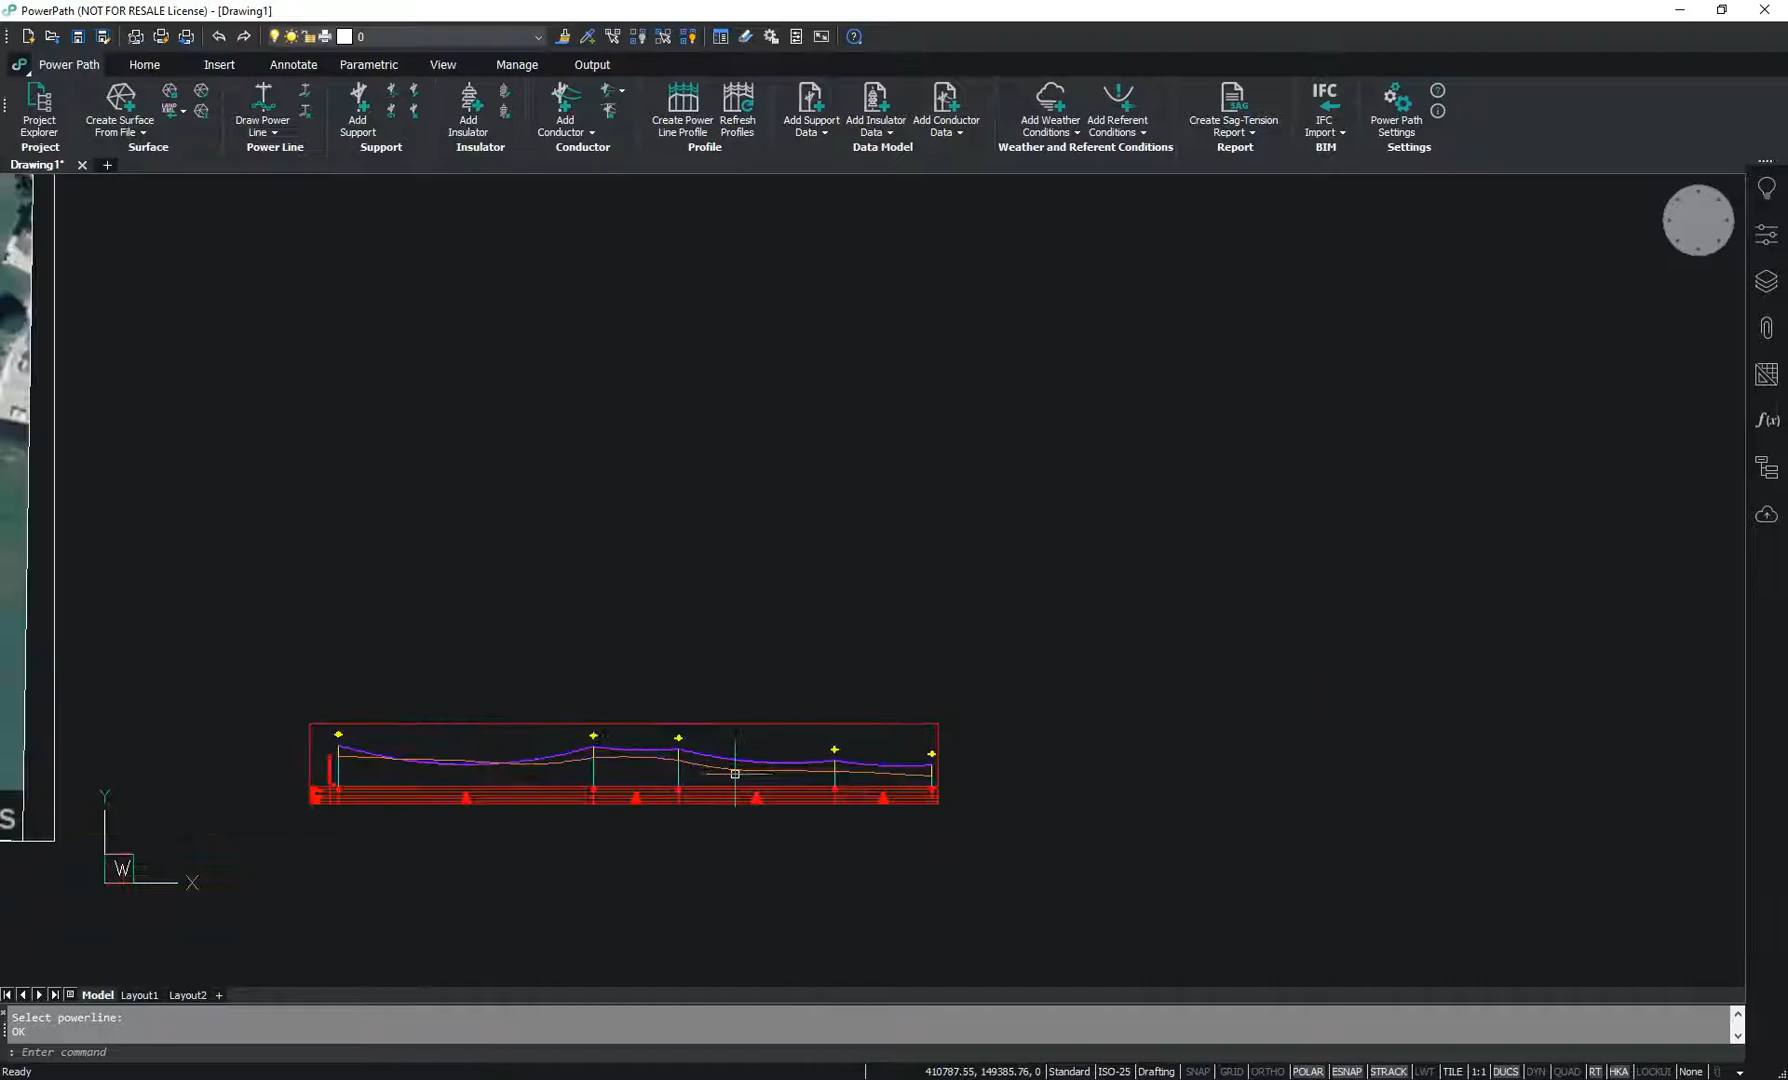 PowerPath (NOT FOR RESALE License) - [Drawing1]
0
Power Path Home Insert Annotate Parametric View Manage Output
Project Explorer
Create Surface From File
LAND XML
Draw Power Line
Add Support
Add Insulator
Add Conductor
Create Power Line Profile
Refresh Profiles
Add Support Data
Add Insulator Data
Add Conductor Data
Add Weather Conditions
Add Referent Conditions
SAG
Create Sag-Tension Report
IFC
IFC Import
Power Path Settings
Project Surface Power Line Support Insulator Conductor Profile Data Model Weather and Referent Conditions Report BIM Settings
Drawing1*
f(x)
S
Y
W
X
Model Layout1 Layout2 +
Select powerline:
OK
: Enter command
Ready
410787.55, 149385.76, 0 Standard ISO-25 Drafting SNAP GRID ORTHO POLAR ESNAP STRACK LWT TILE 1:1 DUCS DYN QUAD RT HKA LOCKUI None